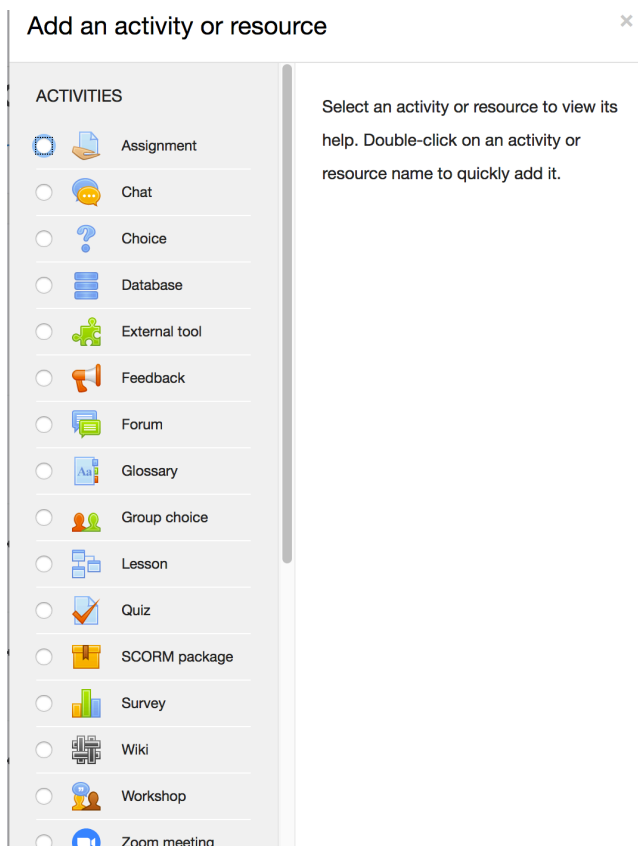 Add an activity or resource
×
ACTIVITIES
Assignment
Chat
Choice
Database
External tool
Feedback
Forum
Aa
Glossary
Group choice
Lesson
Quiz
SCORM package
Survey
Wiki
Workshop
Zoom meeting
Select an activity or resource to view its
help. Double-click on an activity or
resource name to quickly add it.